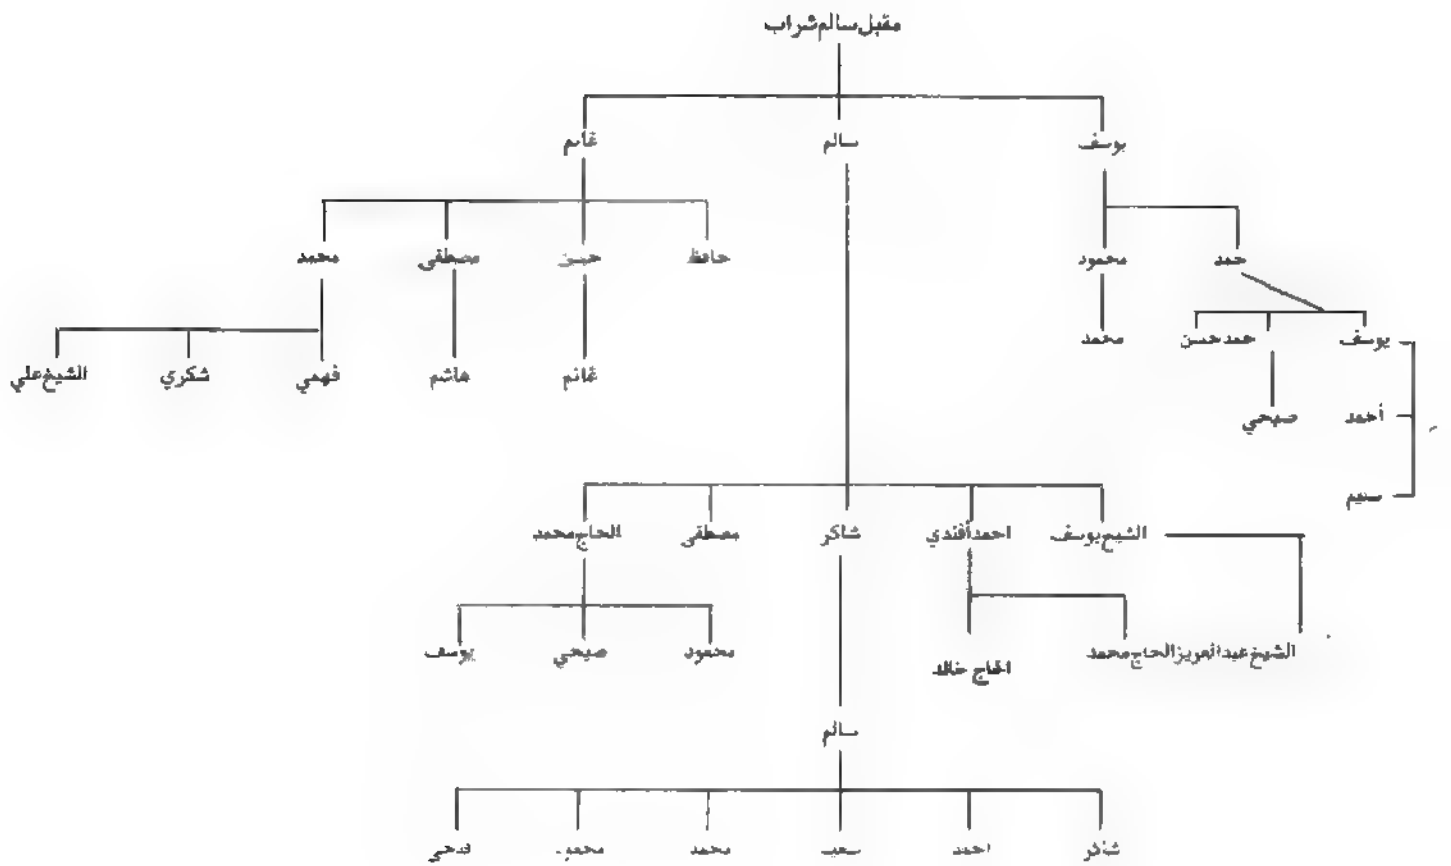 مقبل سالم شراب
يوسف سالم غانم
حمد محمود حافظ حسن مصطفى محمد
يوسف حمد حسن محمد
غانم هاشم فهمي شكري الشيخ علي
أحمد صبحي
سليم
الشيخ يوسف احمد أفندي شاكر مصطفى الحاج محمد
الشيخ عبد العزيز الحاج محمد الحاج خالد محمود صبحي يوسف
سالم
شاكر احمد سعيد محمد محمود فتحي